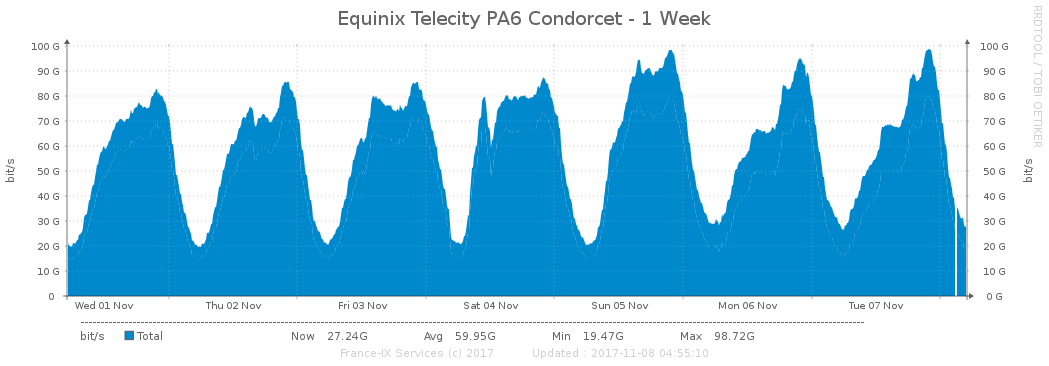 Equinix Telecity PA6 Condorcet - 1 Week
RRDTOOL / TOBI OETIKER
bit/s
100 G
90 G
80 G
70 G
60 G
50 G
40 G
30 G
20 G
10 G
0
100 G
90 G
80 G
70 G
60 G
50 G
40 G
30 G
20 G
10 G
0 G
bit/s
Wed 01 Nov Thu 02 Nov Fri 03 Nov Sat 04 Nov Sun 05 Nov Mon 06 Nov Tue 07 Nov
bit/s Total Now 27.24G Avg 59.95G Min 19.47G Max 98.72G
France-IX Services (c) 2017 Updated : 2017-11-08 04:55:10